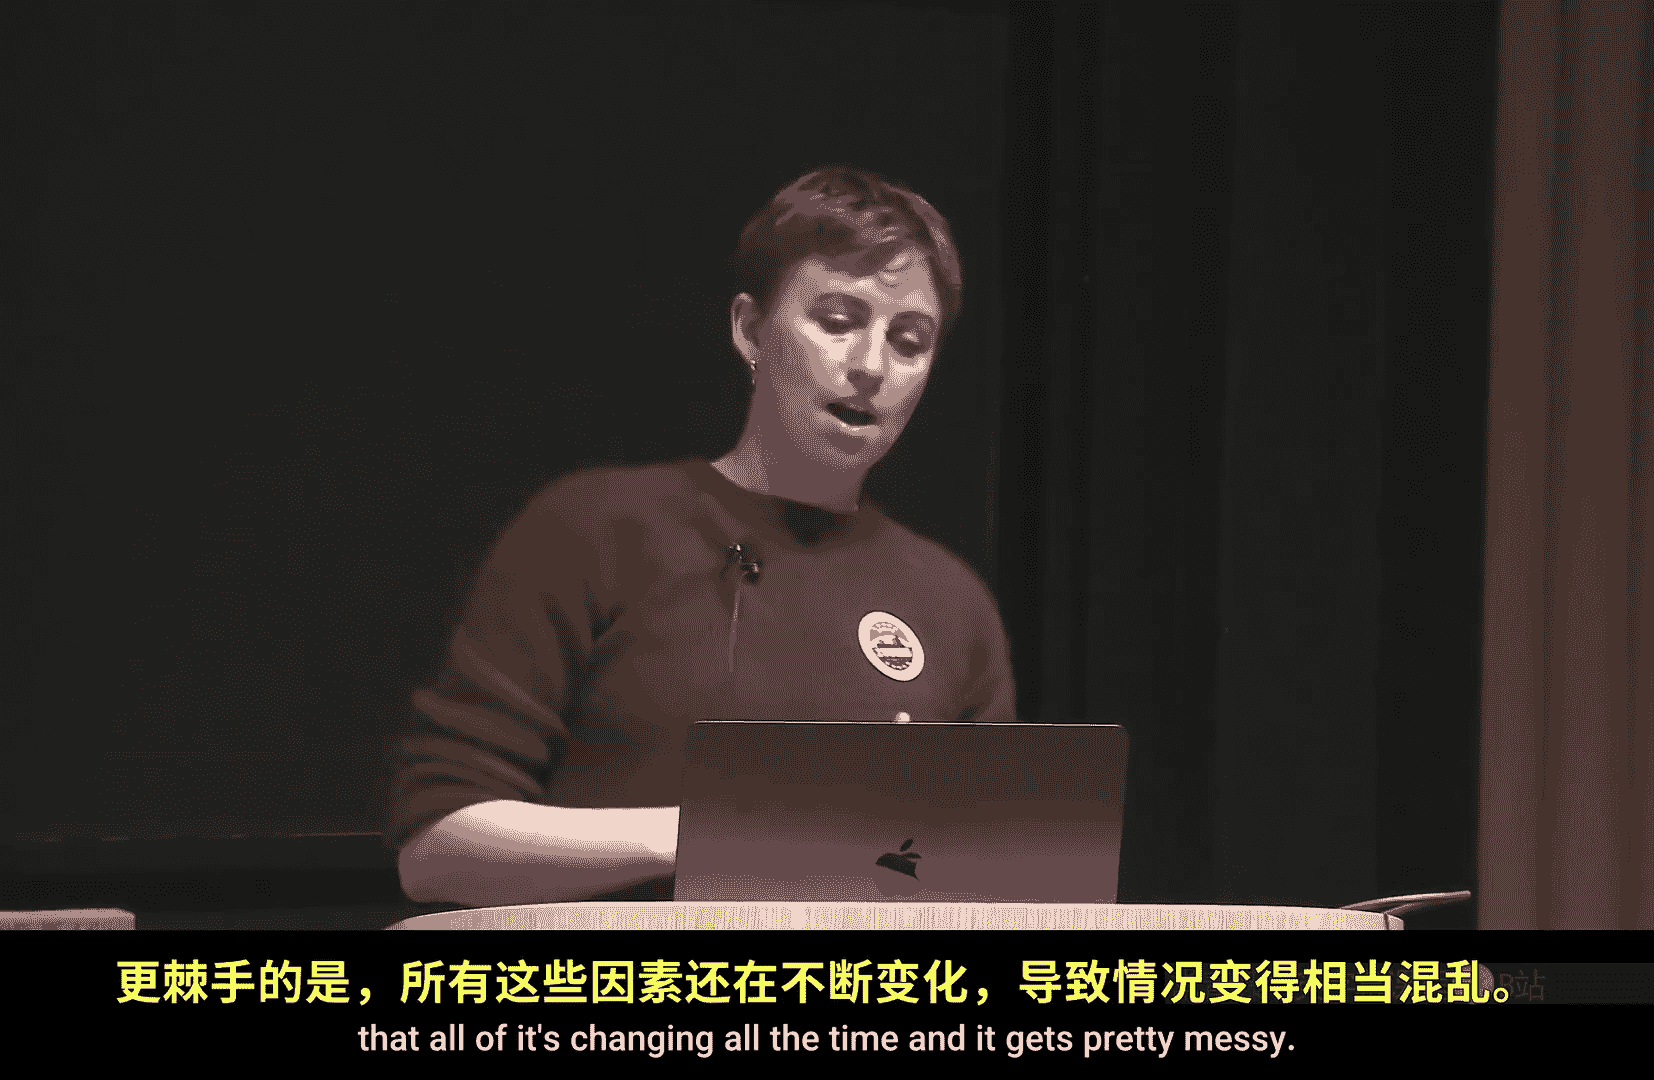 更棘手的是，所有这些因素还在不断变化，导致情况变得相当混乱。
B站
that all of it's changing all the time and it gets pretty messy.